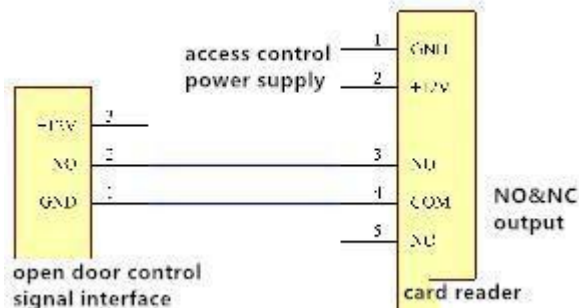 access control
power supply
1 GND
2 +12V
+12V 3
NO 2
GND 1
3 NO
4 COM
5 NC
NO&NC
output
open door control
signal interface
card reader